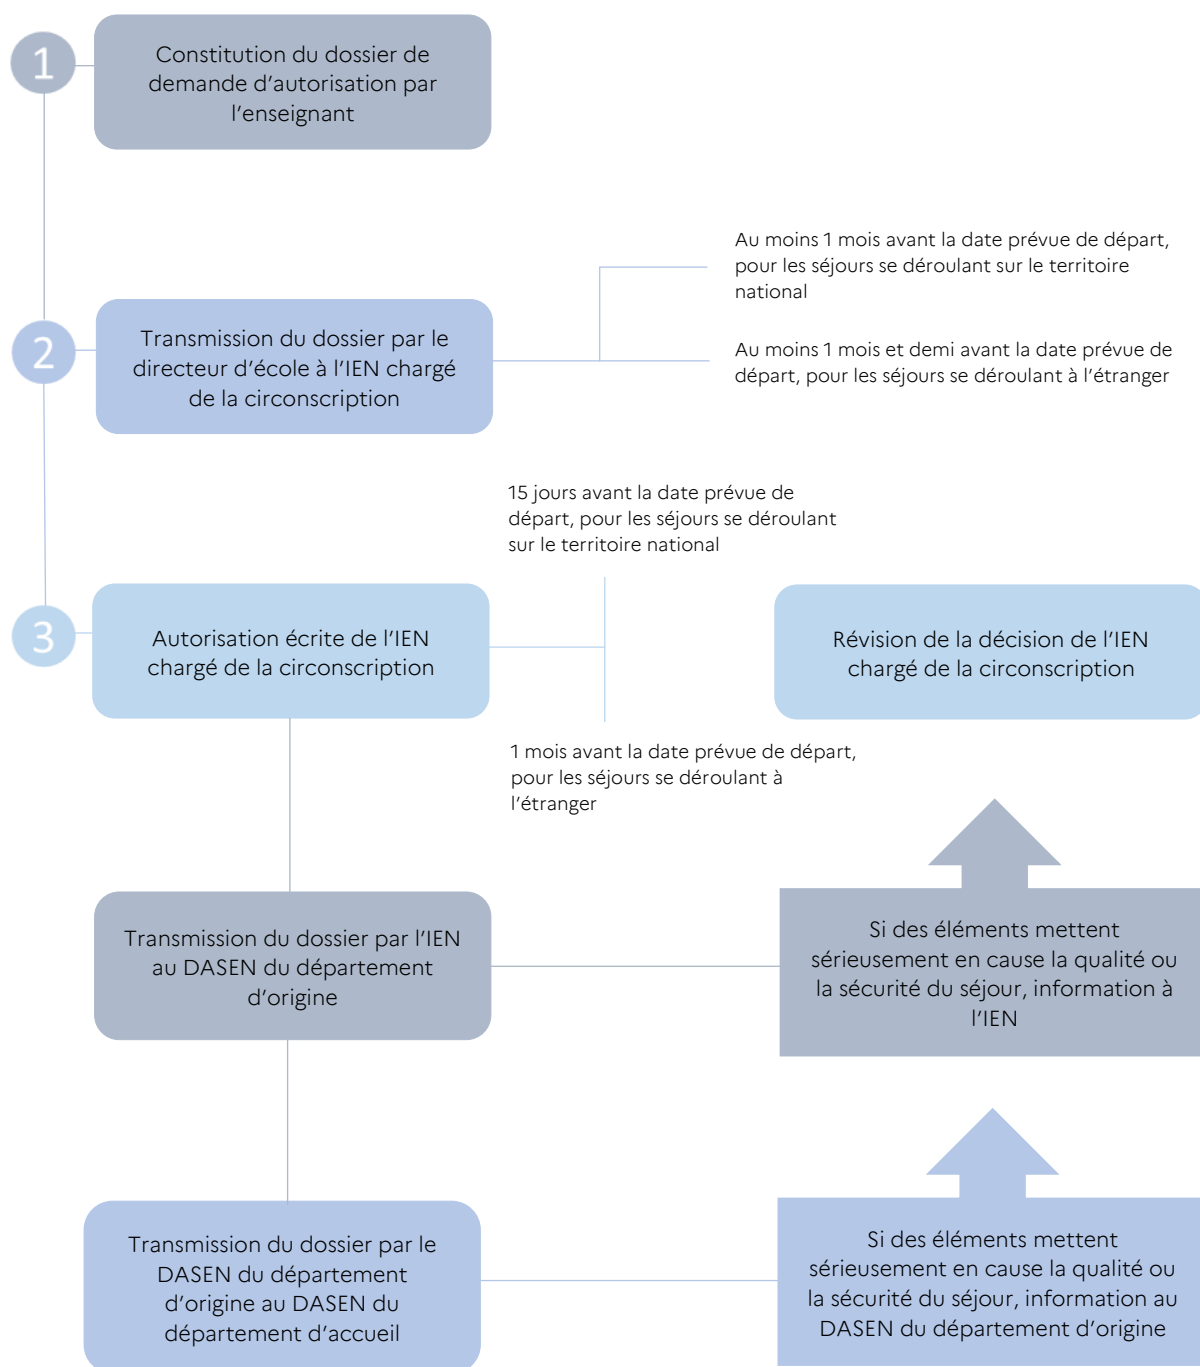 1
Constitution du dossier de
demande d’autorisation par
l’enseignant
Au moins 1 mois avant la date prévue de départ,
pour les séjours se déroulant sur le territoire
national
2
Transmission du dossier par le
directeur d’école à l’IEN chargé
de la circonscription
Au moins 1 mois et demi avant la date prévue de
départ, pour les séjours se déroulant à l’étranger
15 jours avant la date prévue de
départ, pour les séjours se déroulant
sur le territoire national
3
Autorisation écrite de l’IEN
chargé de la circonscription
Révision de la décision de l’IEN
chargé de la circonscription
1 mois avant la date prévue de départ,
pour les séjours se déroulant à
l’étranger
Transmission du dossier par l’IEN
au DASEN du département
d’origine
Si des éléments mettent
sérieusement en cause la qualité ou
la sécurité du séjour, information à
l’IEN
Transmission du dossier par le
DASEN du département
d’origine au DASEN du
département d’accueil
Si des éléments mettent
sérieusement en cause la qualité ou
la sécurité du séjour, information au
DASEN du département d’origine